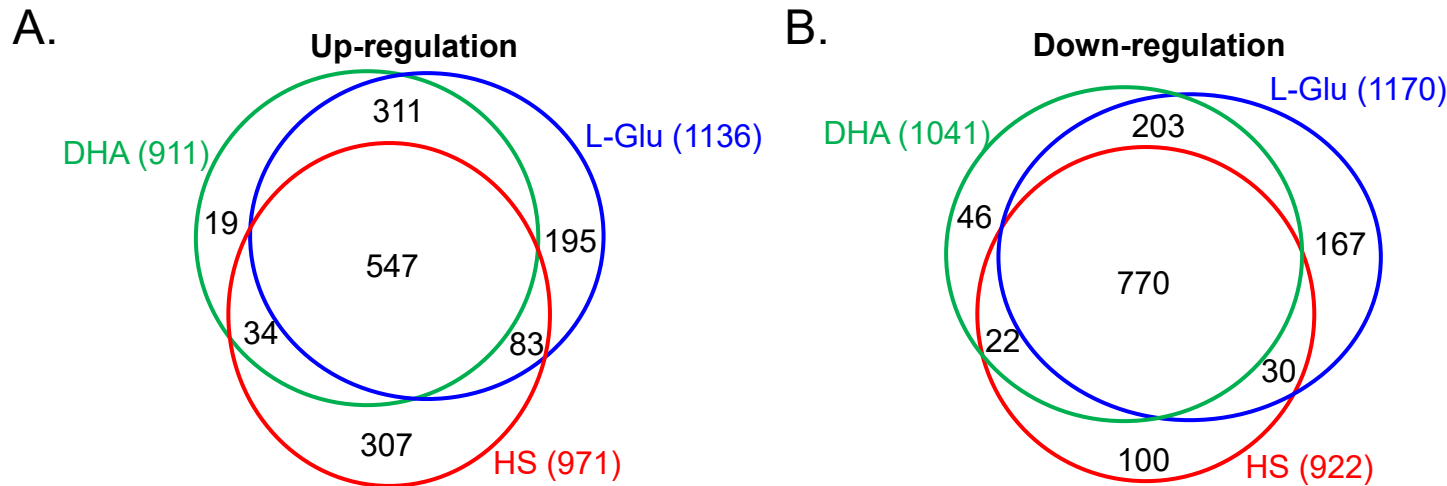 A.
Up-regulation
DHA (911)
L-Glu (1136)
311
19
195
547
34
83
307
HS (971)
B.
Down-regulation
L-Glu (1170)
DHA (1041)
203
46
167
770
22
30
100
HS (922)